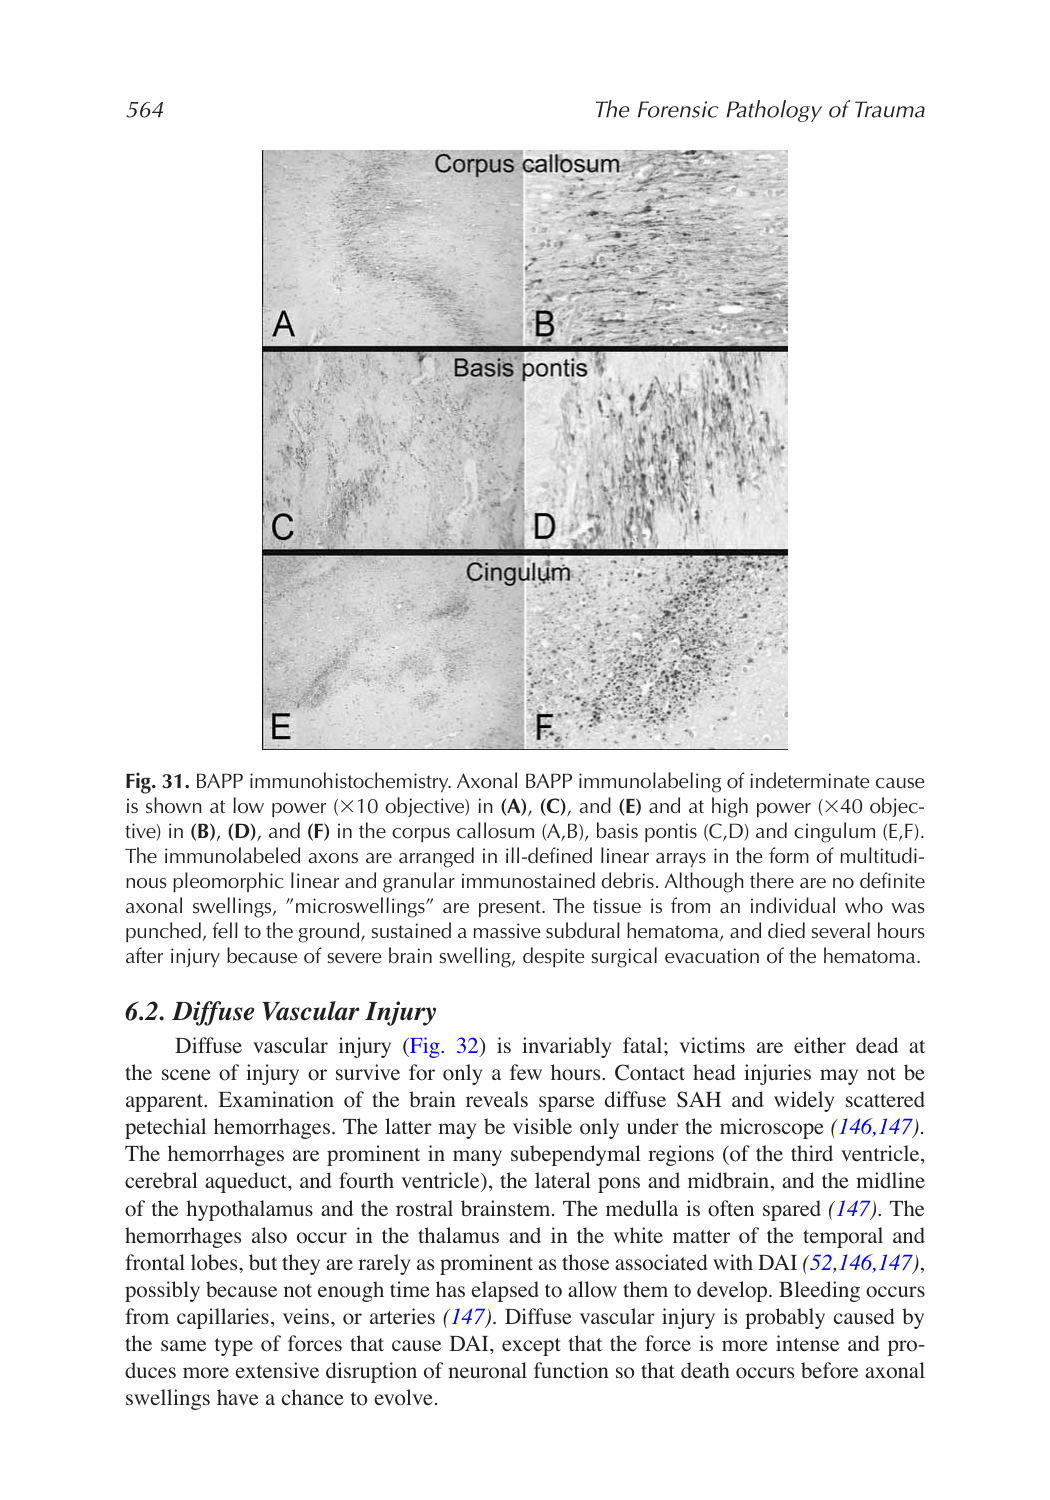 564
The Forensic Pathology of Trauma
Corpus callosum
A
B
Basis pontis
C
D
Cingulum
E
F
Fig. 31. BAPP immunohistochemistry. Axonal BAPP immunolabeling of indeterminate cause
is shown at low power (×10 objective) in (A), (C), and (E) and at high power (×40 objec-
tive) in (B), (D), and (F) in the corpus callosum (A,B), basis pontis (C,D) and cingulum (E,F).
The immunolabeled axons are arranged in ill-defined linear arrays in the form of multitudi-
nous pleomorphic linear and granular immunostained debris. Although there are no definite
axonal swellings, ″microswellings″ are present. The tissue is from an individual who was
punched, fell to the ground, sustained a massive subdural hematoma, and died several hours
after injury because of severe brain swelling, despite surgical evacuation of the hematoma.
6.2. Diffuse Vascular Injury
Diffuse vascular injury (Fig. 32) is invariably fatal; victims are either dead at
the scene of injury or survive for only a few hours. Contact head injuries may not be
apparent. Examination of the brain reveals sparse diffuse SAH and widely scattered
petechial hemorrhages. The latter may be visible only under the microscope (146,147).
The hemorrhages are prominent in many subependymal regions (of the third ventricle,
cerebral aqueduct, and fourth ventricle), the lateral pons and midbrain, and the midline
of the hypothalamus and the rostral brainstem. The medulla is often spared (147). The
hemorrhages also occur in the thalamus and in the white matter of the temporal and
frontal lobes, but they are rarely as prominent as those associated with DAI (52,146,147),
possibly because not enough time has elapsed to allow them to develop. Bleeding occurs
from capillaries, veins, or arteries (147). Diffuse vascular injury is probably caused by
the same type of forces that cause DAI, except that the force is more intense and pro-
duces more extensive disruption of neuronal function so that death occurs before axonal
swellings have a chance to evolve.